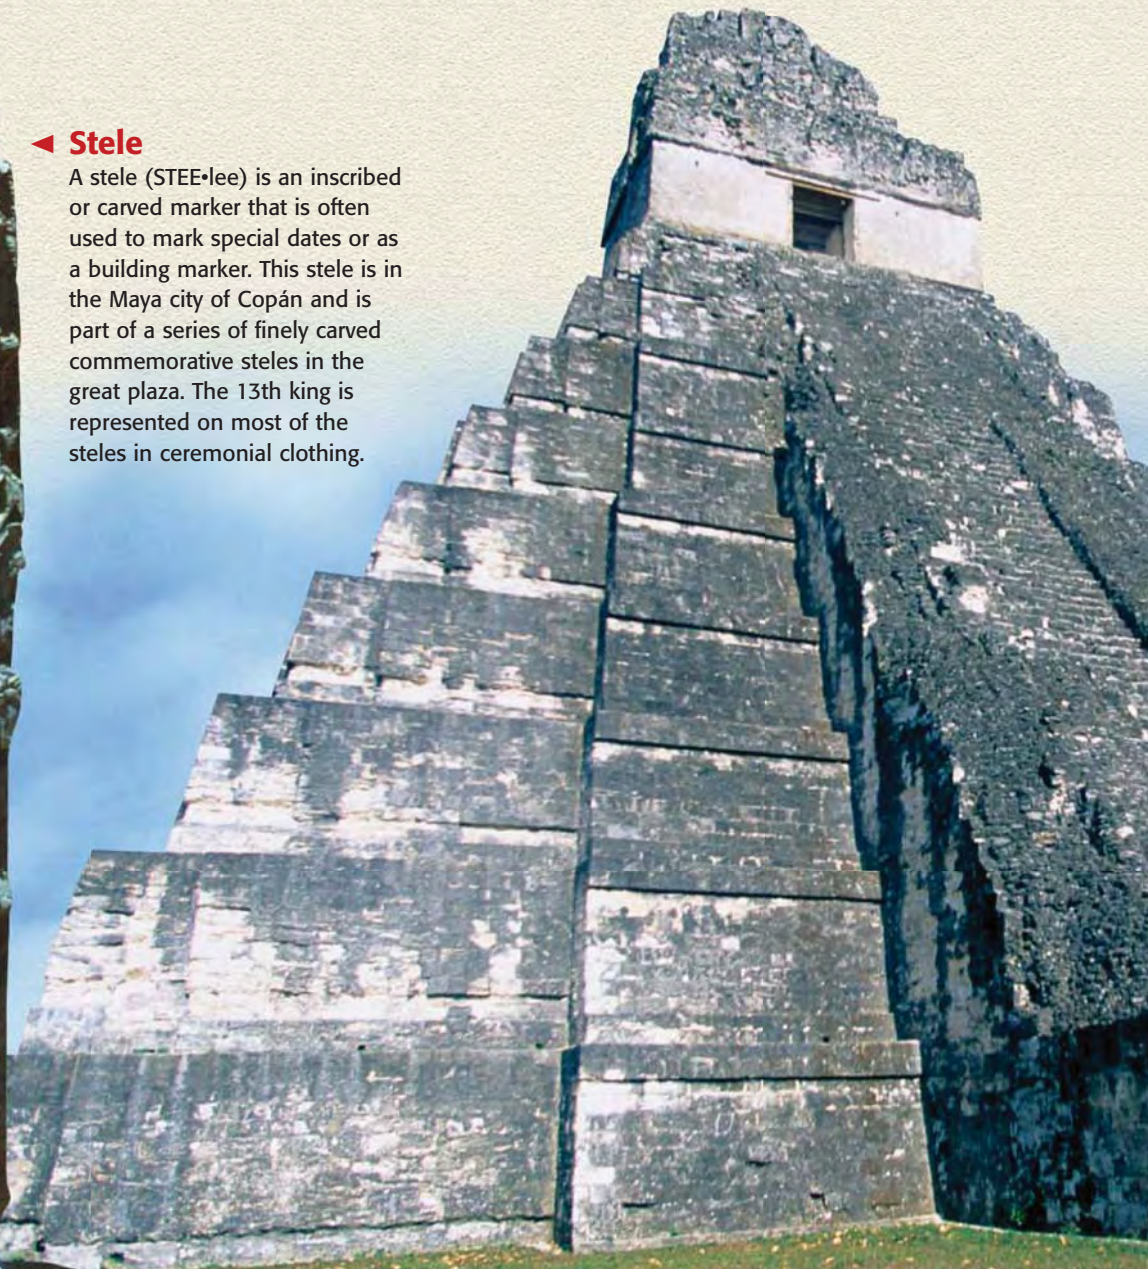 Stele
A stele (STEE•lee) is an inscribed
or carved marker that is often
used to mark special dates or as
a building marker. This stele is in
the Maya city of Copán and is
part of a series of finely carved
commemorative steles in the
great plaza. The 13th king is
represented on most of the
steles in ceremonial clothing.